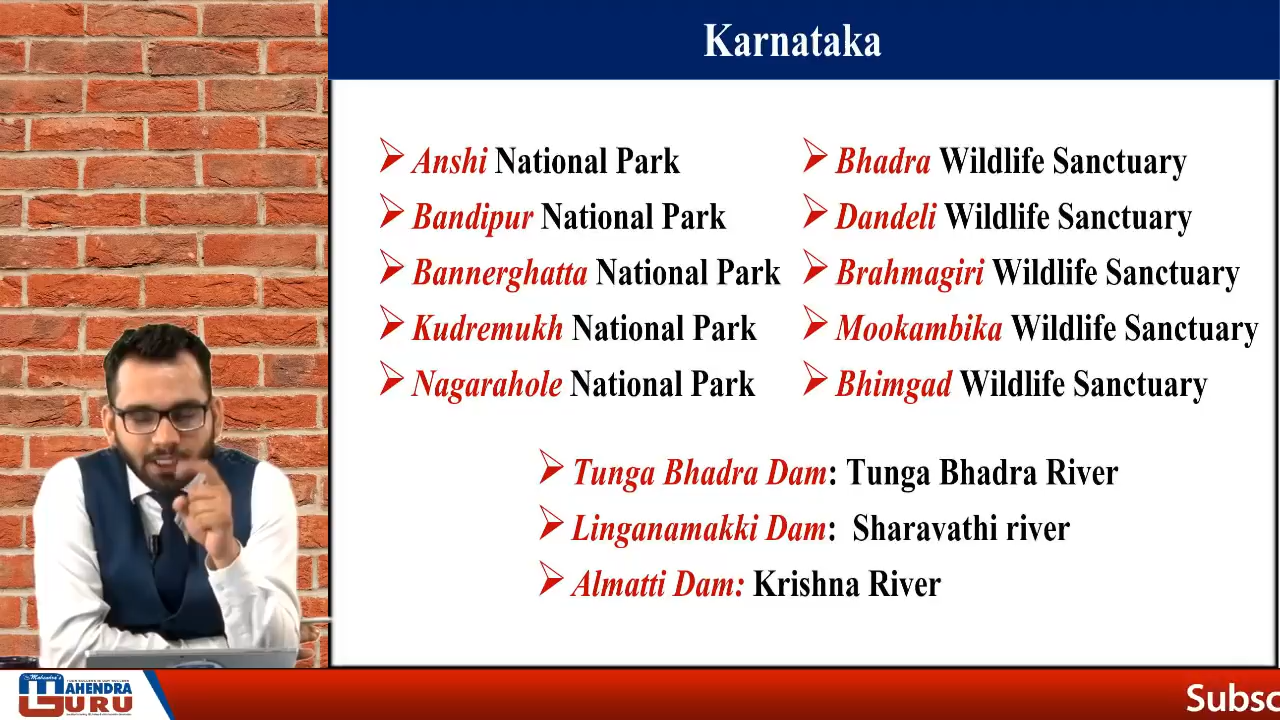 Karnataka
➢ Anshi National Park
➢ Bandipur National Park
➢ Bannerghatta National Park
➢ Kudremukh National Park
➢ Nagarahole National Park
➢ Bhadra Wildlife Sanctuary
➢ Dandeli Wildlife Sanctuary
➢ Brahmagiri Wildlife Sanctuary
➢ Mookambika Wildlife Sanctuary
➢ Bhimgad Wildlife Sanctuary
➢ Tunga Bhadra Dam: Tunga Bhadra River
➢ Linganamakki Dam: Sharavathi river
➢ Almatti Dam: Krishna River
Mahendra's
MAHENDRA
GURU
Subsc